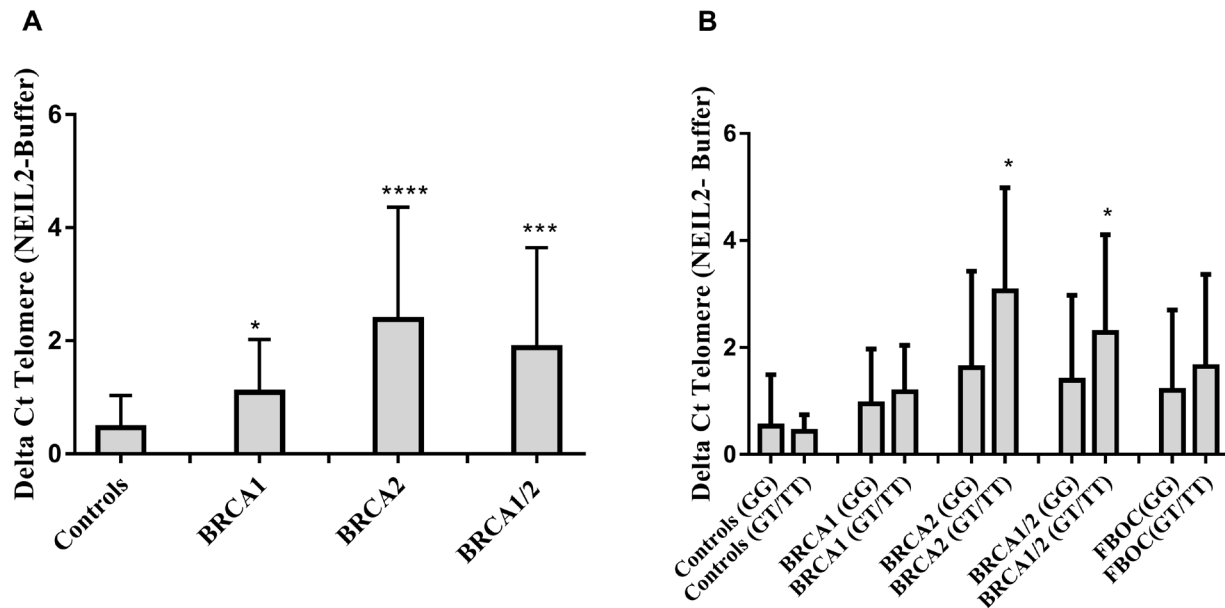 A
Delta Ct Telomere (NEIL2-Buffer)
6
4
2
0
*
****
***
Controls
BRCA1
BRCA2
BRCA1/2
B
Delta Ct Telomere (NEIL2- Buffer)
6
4
2
0
*
*
Controls (GG)
Controls (GT/TT)
BRCA1 (GG)
BRCA1 (GT/TT)
BRCA2 (GG)
BRCA2 (GT/TT)
BRCA1/2 (GG)
BRCA1/2 (GT/TT)
FBOC(GG)
FBOC(GT/TT)